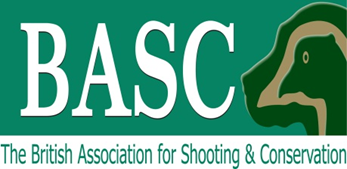 BASC
The British Association for Shooting & Conservation